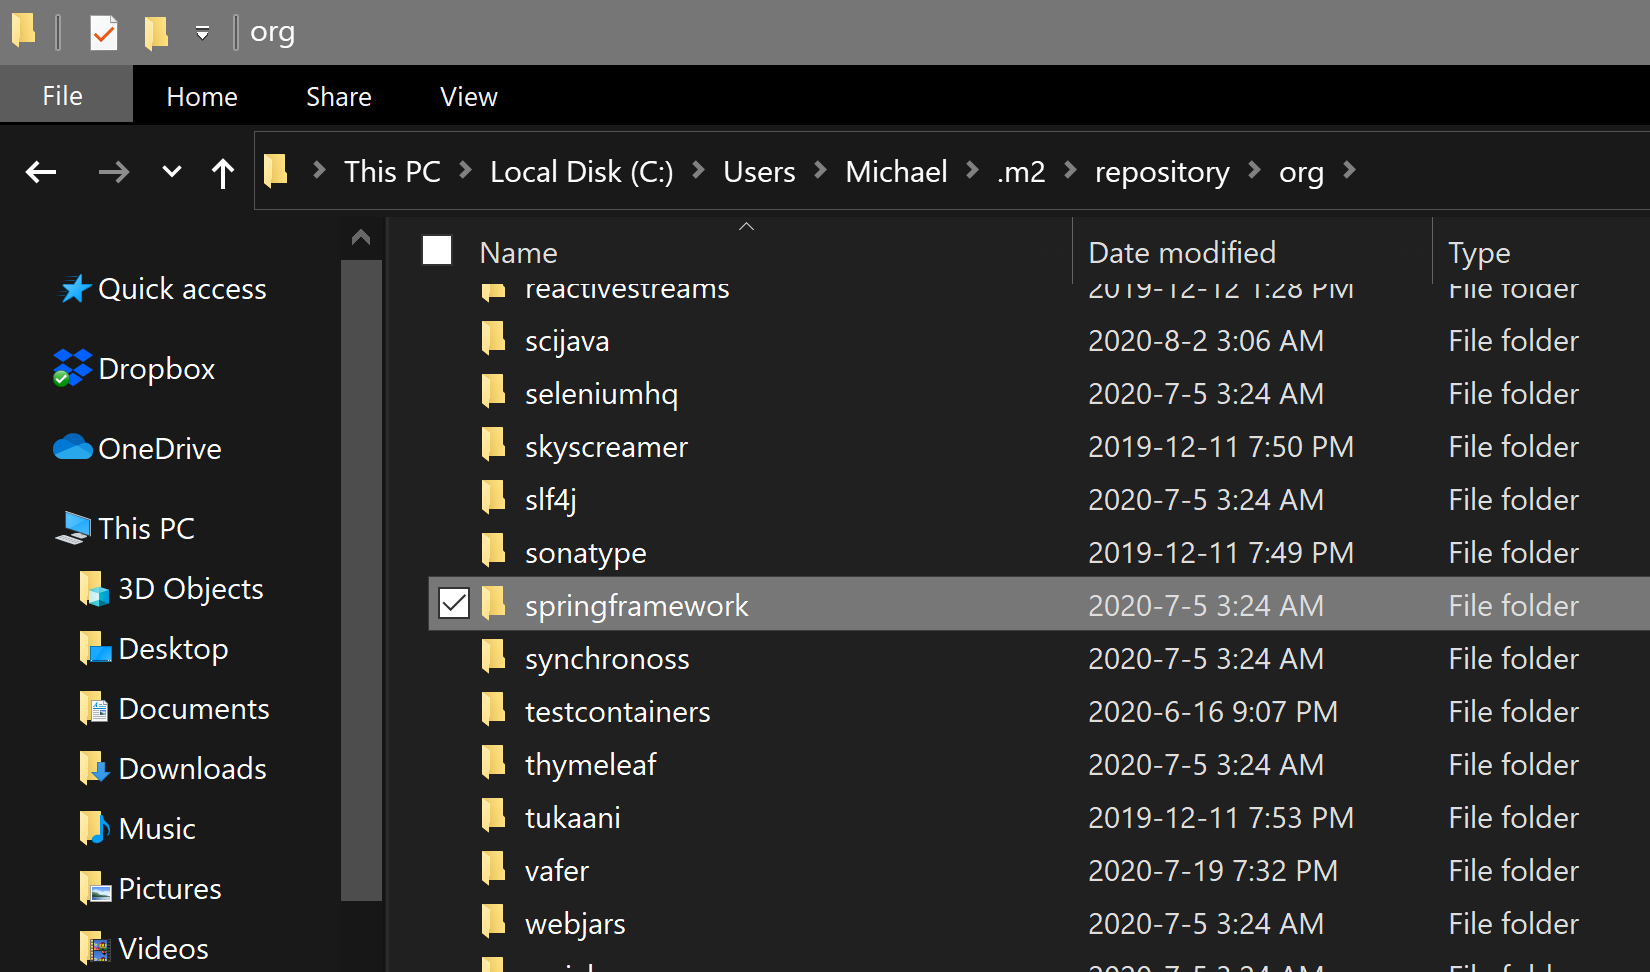 org
File Home Share View
This PC Local Disk (C:) Users Michael .m2 repository org
Name Date modified Type
Quick access
Dropbox
OneDrive
This PC
3D Objects
Desktop
Documents
Downloads
Music
Pictures
Videos
reactivestreams 2019-12-12 1:28 PM File folder
scijava 2020-8-2 3:06 AM File folder
seleniumhq 2020-7-5 3:24 AM File folder
skyscreamer 2019-12-11 7:50 PM File folder
slf4j 2020-7-5 3:24 AM File folder
sonatype 2019-12-11 7:49 PM File folder
springframework 2020-7-5 3:24 AM File folder
synchronoss 2020-7-5 3:24 AM File folder
testcontainers 2020-6-16 9:07 PM File folder
thymeleaf 2020-7-5 3:24 AM File folder
tukaani 2019-12-11 7:53 PM File folder
vafer 2020-7-19 7:32 PM File folder
webjars 2020-7-5 3:24 AM File folder